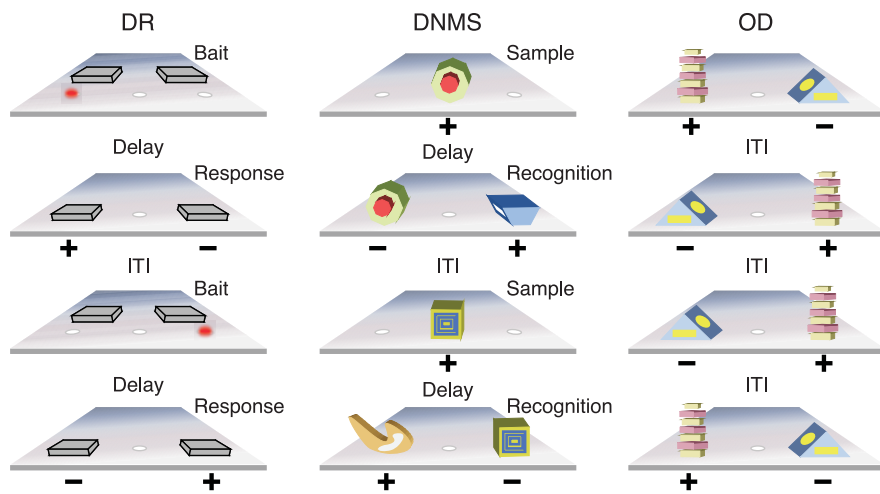 DR
DNMS
OD
Bait
Sample
+
+
−
Delay
Response
Delay
Recognition
ITI
+
−
−
+
−
+
ITI
Bait
ITI
Sample
ITI
+
−
+
Delay
Response
Delay
Recognition
ITI
−
+
+
−
+
−